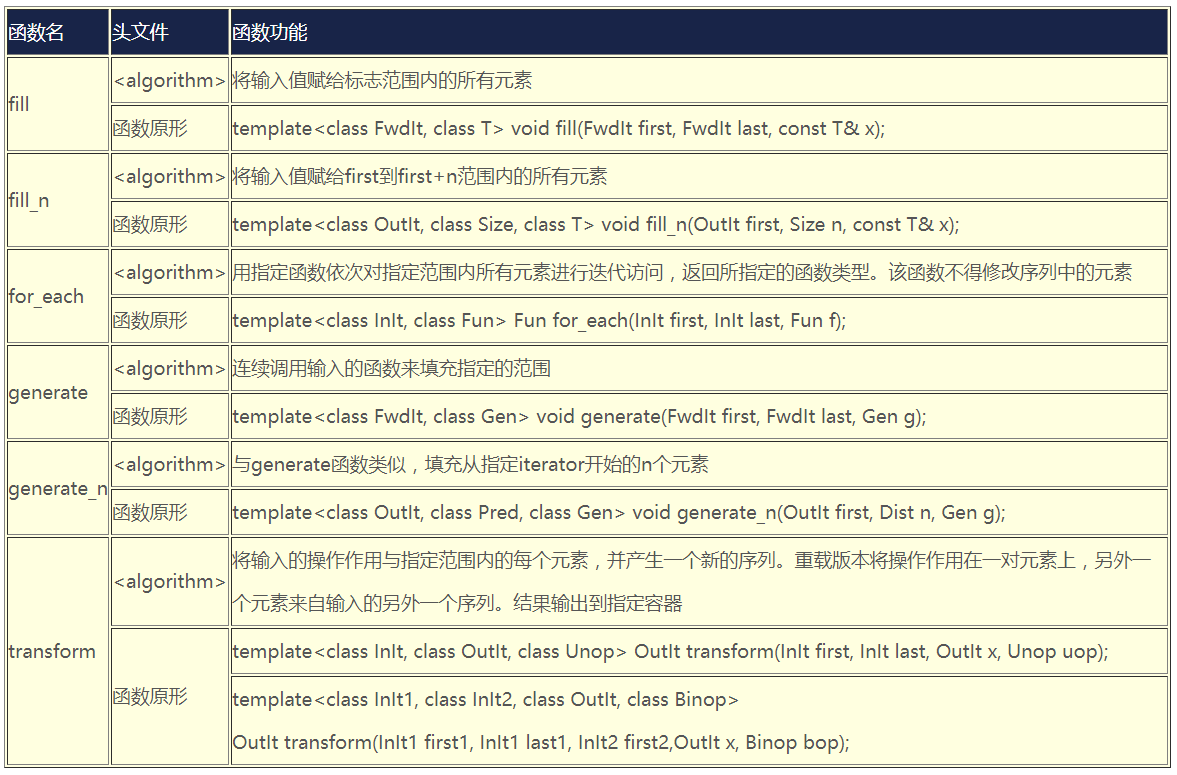 函数名 头文件 函数功能
fill
<algorithm> 将输入值赋给标志范围内的所有元素
函数原形 template<class FwdIt, class T> void fill(FwdIt first, FwdIt last, const T& x);
fill_n
<algorithm> 将输入值赋给first到first+n范围内的所有元素
函数原形 template<class OutIt, class Size, class T> void fill_n(OutIt first, Size n, const T& x);
for_each
<algorithm> 用指定函数依次对指定范围内所有元素进行迭代访问，返回所指定的函数类型。该函数不得修改序列中的元素
函数原形 template<class InIt, class Fun> Fun for_each(InIt first, InIt last, Fun f);
generate
<algorithm> 连续调用输入的函数来填充指定的范围
函数原形 template<class FwdIt, class Gen> void generate(FwdIt first, FwdIt last, Gen g);
generate_n
<algorithm> 与generate函数类似，填充从指定iterator开始的n个元素
函数原形 template<class OutIt, class Pred, class Gen> void generate_n(OutIt first, Dist n, Gen g);
transform
<algorithm> 将输入的操作作用与指定范围内的每个元素，并产生一个新的序列。重载版本将操作作用在一对元素上，另外一
个元素来自输入的另外一个序列。结果输出到指定容器
函数原形 template<class InIt, class OutIt, class Unop> OutIt transform(InIt first, InIt last, OutIt x, Unop uop);
template<class InIt1, class InIt2, class OutIt, class Binop>
OutIt transform(InIt1 first1, InIt1 last1, InIt2 first2,OutIt x, Binop bop);